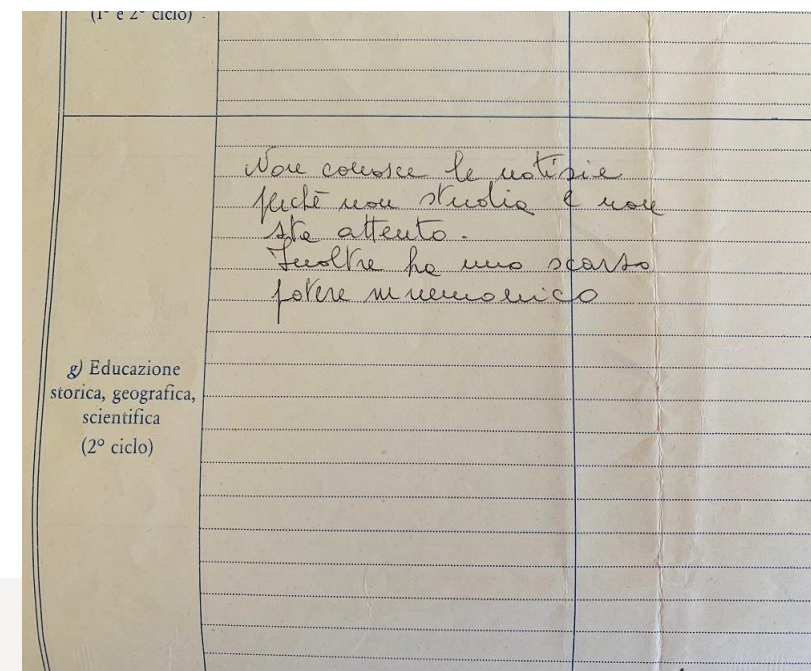 (1° e 2° ciclo)
Non conosce le notizie
perché non studia e non
sta attento.
Inoltre ha uno scarso
potere mnemonico
g) Educazione
storica, geografica,
scientifica
(2° ciclo)